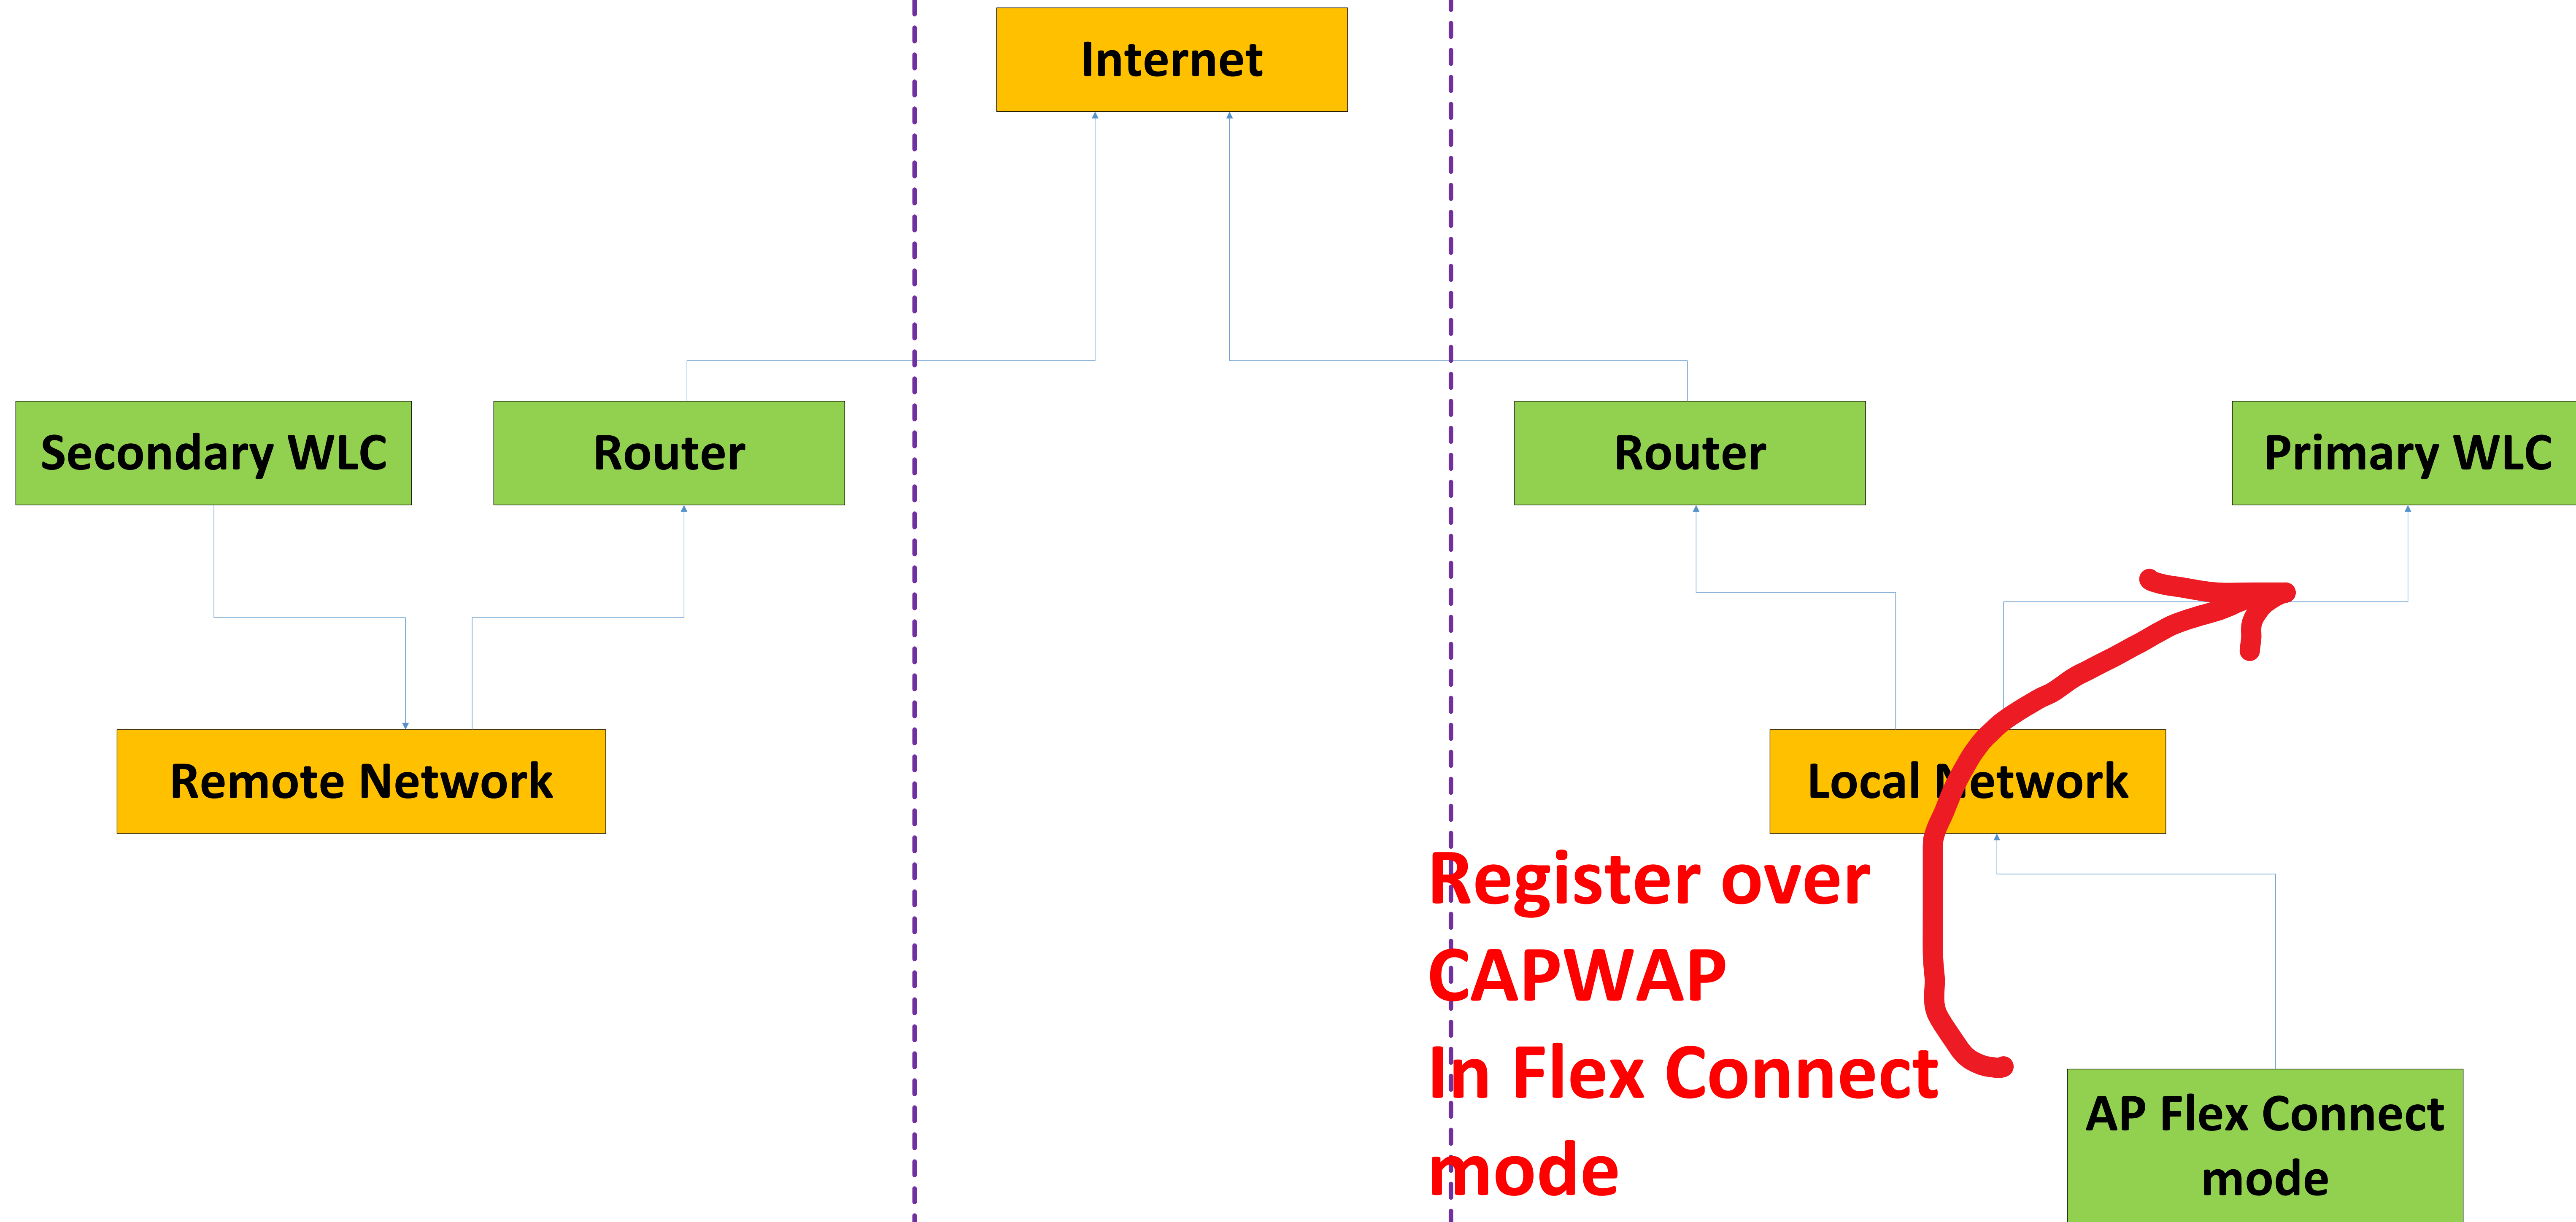 Internet
Secondary WLC
Router
Router
Primary WLC
Remote Network
Local Network
Register over
CAPWAP
In Flex Connect
mode
AP Flex Connect
mode